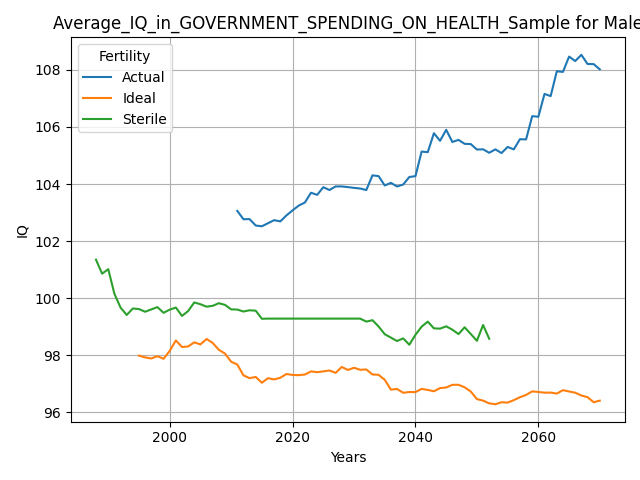 Average_IQ_in_GOVERNMENT_SPENDING_ON_HEALTH_Sample for Male
Fertility
Actual
Ideal
Sterile
108
106
104
102
100
98
96
IQ
2000
2020
2040
2060
Years